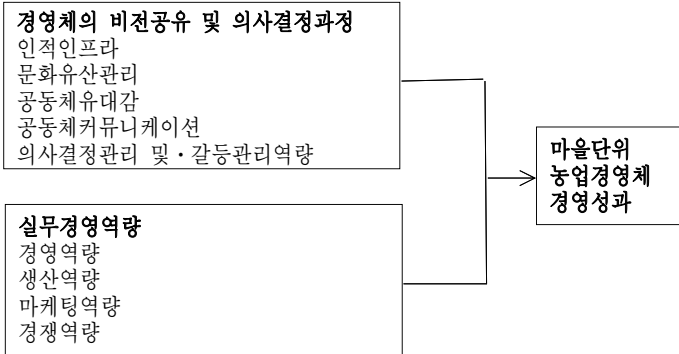 경영체의 비전공유 및 의사결정과정
인적인프라
문화유산관리
공동체유대감
공동체커뮤니케이션
의사결정관리 및·갈등관리역량
마을단위
농업경영체
경영성과
실무경영역량
경영역량
생산역량
마케팅역량
경쟁역량